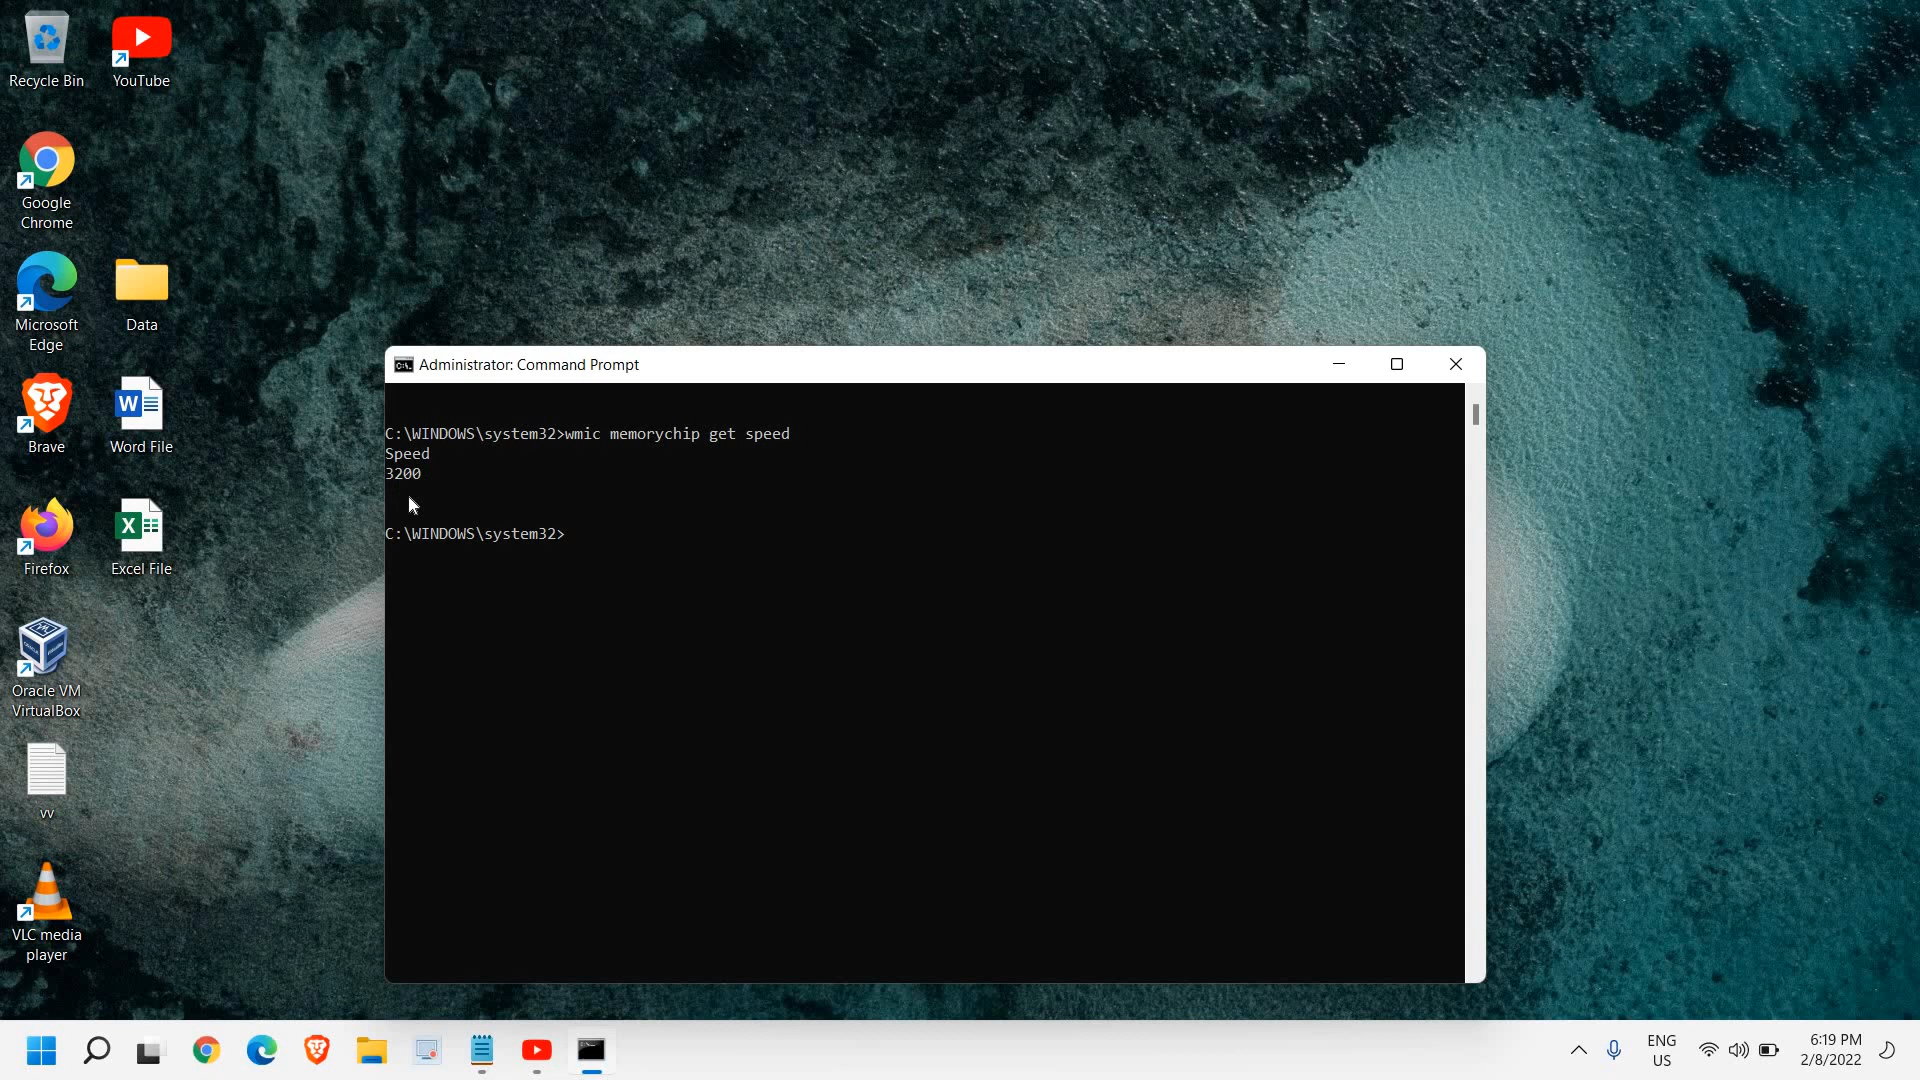 Recycle Bin
YouTube
Google
Chrome
Microsoft
Edge
Data
Brave
Word File
Firefox
Excel File
Oracle VM
VirtualBox
vv
VLC media
player
Administrator: Command Prompt
C:\WINDOWS\system32>wmic memorychip get speed
Speed
3200
C:\WINDOWS\system32>
ENG
US
6:19 PM
2/8/2022